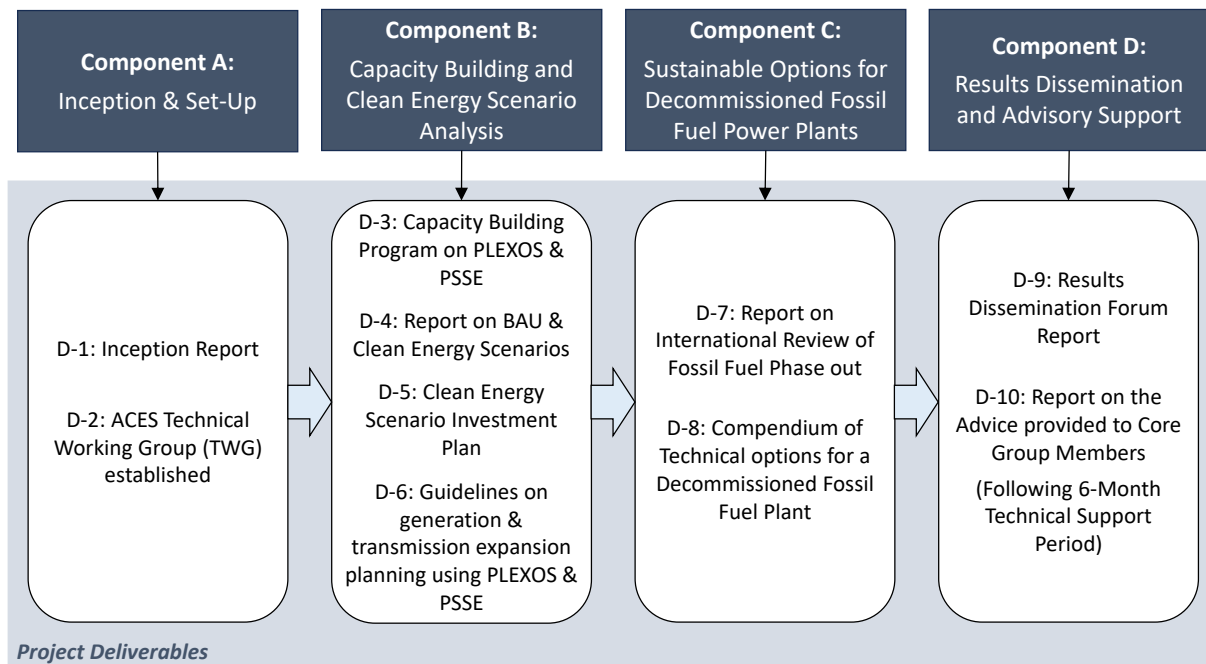 Component A:
Inception & Set-Up
Component B:
Capacity Building and
Clean Energy Scenario
Analysis
Component C:
Sustainable Options for
Decommissioned Fossil
Fuel Power Plants
Component D:
Results Dissemination
and Advisory Support
D-1: Inception Report
D-2: ACES Technical
Working Group (TWG)
established
D-3: Capacity Building
Program on PLEXOS &
PSSE
D-4: Report on BAU &
Clean Energy Scenarios
D-5: Clean Energy
Scenario Investment
Plan
D-6: Guidelines on
generation &
transmission expansion
planning using PLEXOS &
PSSE
D-7: Report on
International Review of
Fossil Fuel Phase out
D-8: Compendium of
Technical options for a
Decommissioned Fossil
Fuel Plant
D-9: Results
Dissemination Forum
Report
D-10: Report on the
Advice provided to Core
Group Members
(Following 6-Month
Technical Support
Period)
Project Deliverables